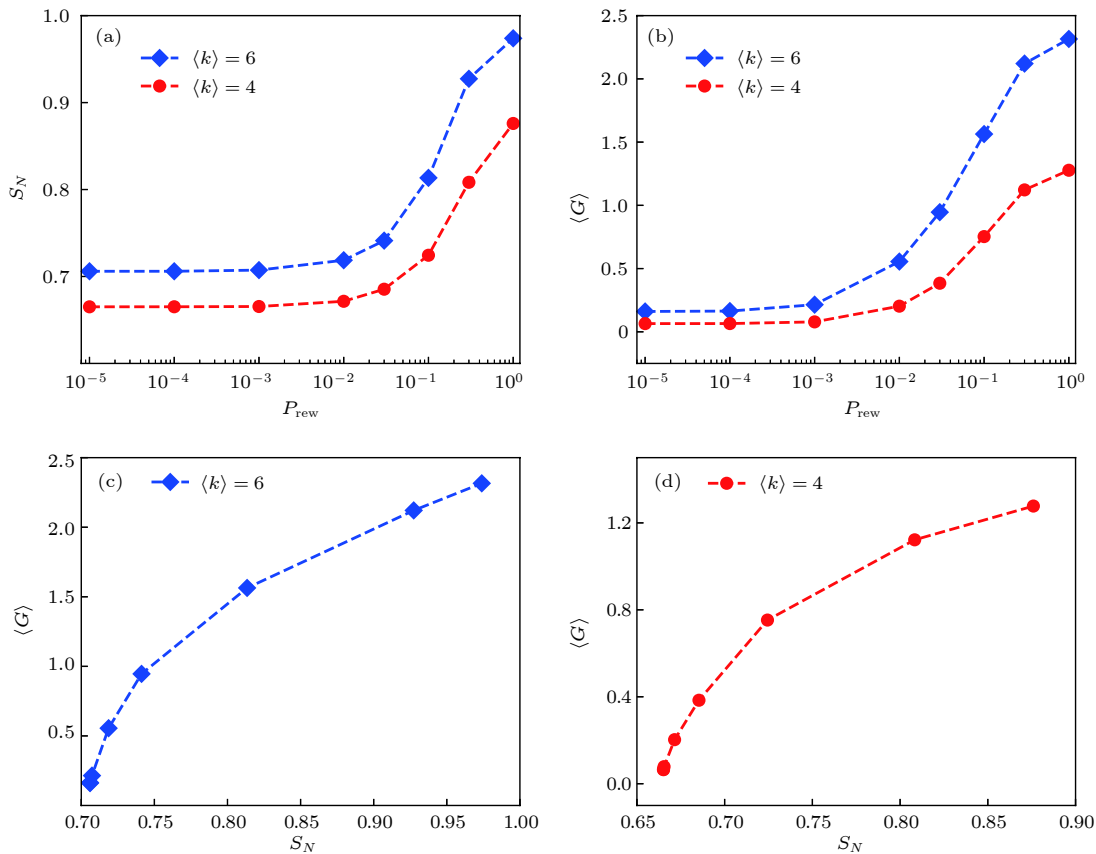 (a)
⟨k⟩ = 6
⟨k⟩ = 4
1.0
0.9
0.8
0.7
S_N
10^-5
10^-4
10^-3
10^-2
10^-1
10^0
P_rew
(b)
⟨k⟩ = 6
⟨k⟩ = 4
2.5
2.0
1.5
1.0
0.5
0
⟨G⟩
10^-5
10^-4
10^-3
10^-2
10^-1
10^0
P_rew
(c)
⟨k⟩ = 6
2.5
2.0
1.5
1.0
0.5
⟨G⟩
0.70
0.75
0.80
0.85
0.90
0.95
1.00
S_N
(d)
⟨k⟩ = 4
1.2
0.8
0.4
0.0
⟨G⟩
0.65
0.70
0.75
0.80
0.85
0.90
S_N